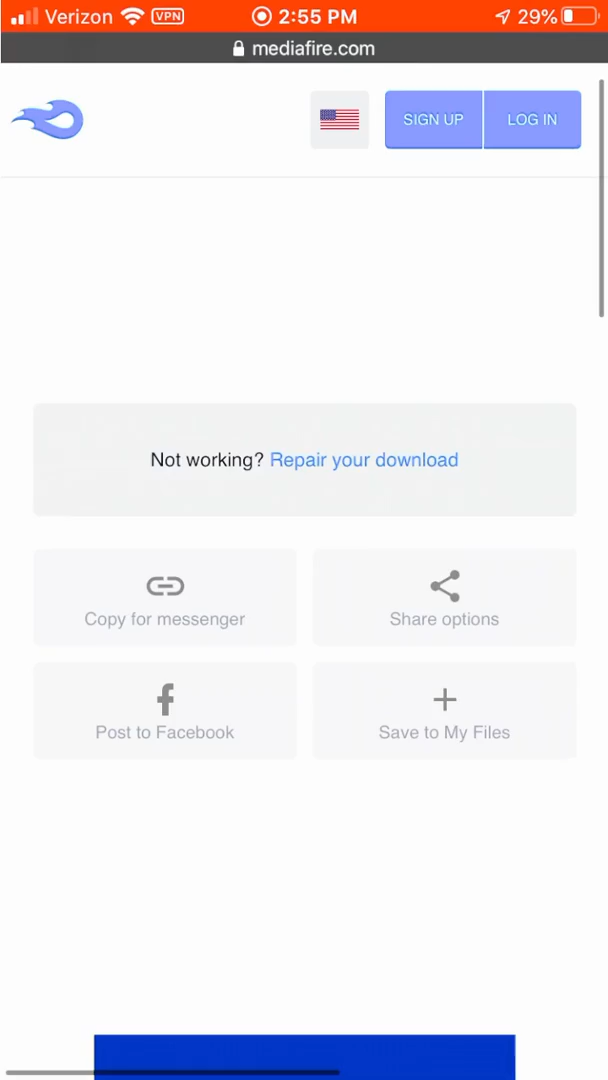 Verizon VPN 2:55 PM 29%
mediafire.com
SIGN UP LOG IN
Not working? Repair your download
Copy for messenger Share options
Post to Facebook Save to My Files